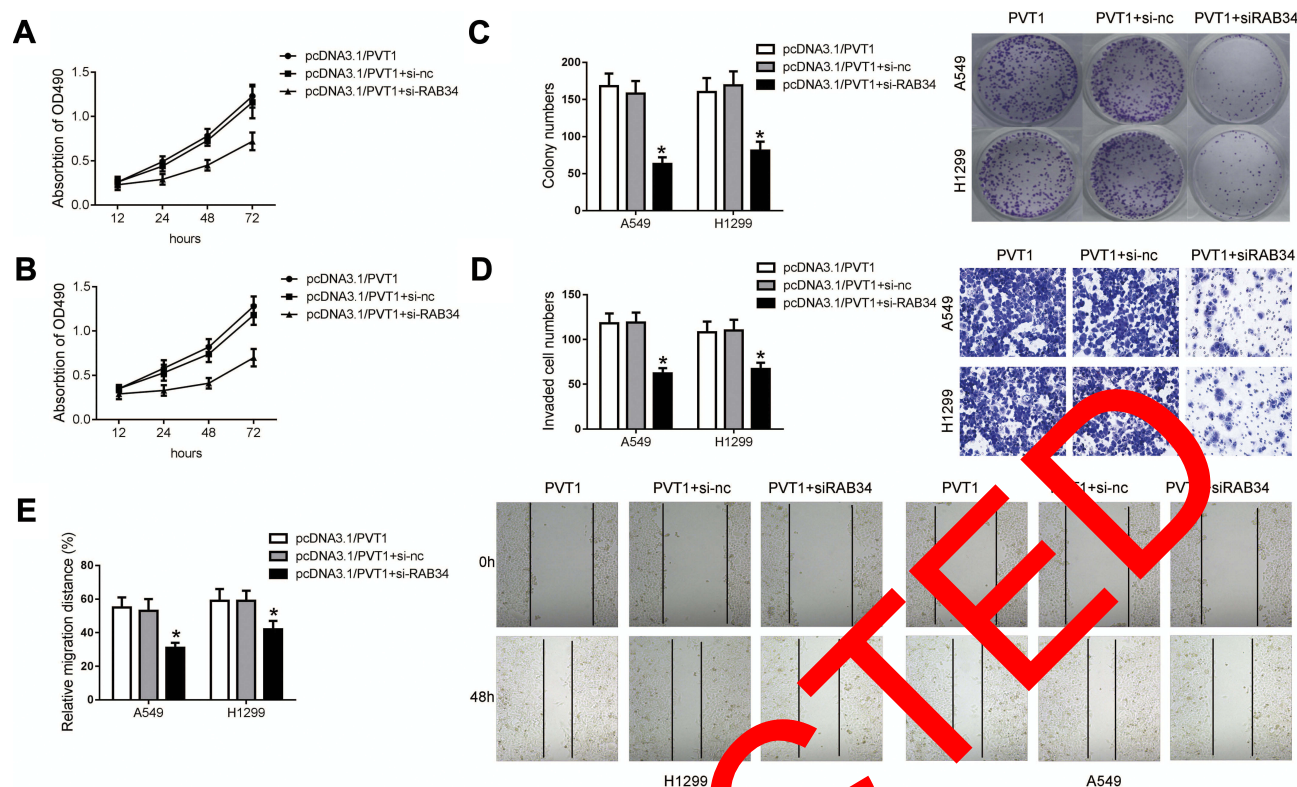 A
pcDNA3.1/PVT1
pcDNA3.1/PVT1+si-nc
pcDNA3.1/PVT1+si-RAB34
Absorbtion of OD490
1.5
1.0
0.5
0.0
12 24 48 72
hours
B
pcDNA3.1/PVT1
pcDNA3.1/PVT1+si-nc
pcDNA3.1/PVT1+si-RAB34
Absorbtion of OD490
1.5
1.0
0.5
0.0
12 24 48 72
hours
C
pcDNA3.1/PVT1
pcDNA3.1/PVT1+si-nc
pcDNA3.1/PVT1+si-RAB34
Colony numbers
200
150
100
50
0
* *
A549 H1299
PVT1 PVT1+si-nc PVT1+siRAB34
A549
H1299
D
pcDNA3.1/PVT1
pcDNA3.1/PVT1+si-nc
pcDNA3.1/PVT1+si-RAB34
Invaded cell numbers
150
100
50
0
* *
A549 H1299
PVT1 PVT1+si-nc PVT1+siRAB34
A549
H1299
E
pcDNA3.1/PVT1
pcDNA3.1/PVT1+si-nc
pcDNA3.1/PVT1+si-RAB34
Relative migration distance (%)
80
60
40
20
0
* *
A549 H1299
PVT1 PVT1+si-nc PVT1+siRAB34 PVT1
0h
48h
H1299 A549
CTED